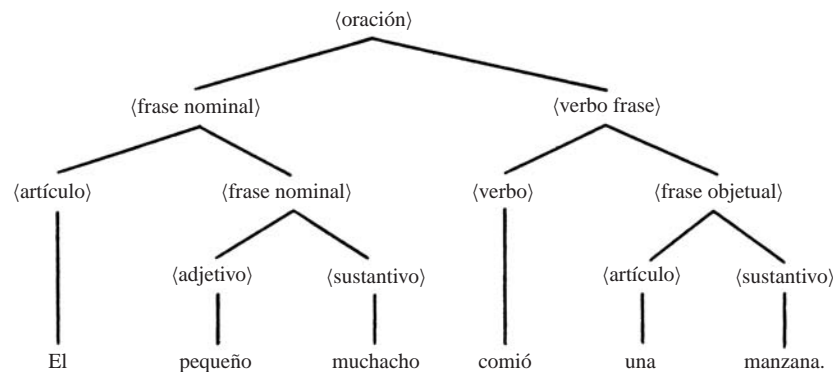 ⟨oración⟩
⟨frase nominal⟩ ⟨verbo frase⟩
⟨artículo⟩ ⟨frase nominal⟩ ⟨verbo⟩ ⟨frase objetual⟩
⟨adjetivo⟩ ⟨sustantivo⟩ ⟨artículo⟩ ⟨sustantivo⟩
El pequeño muchacho comió una manzana.